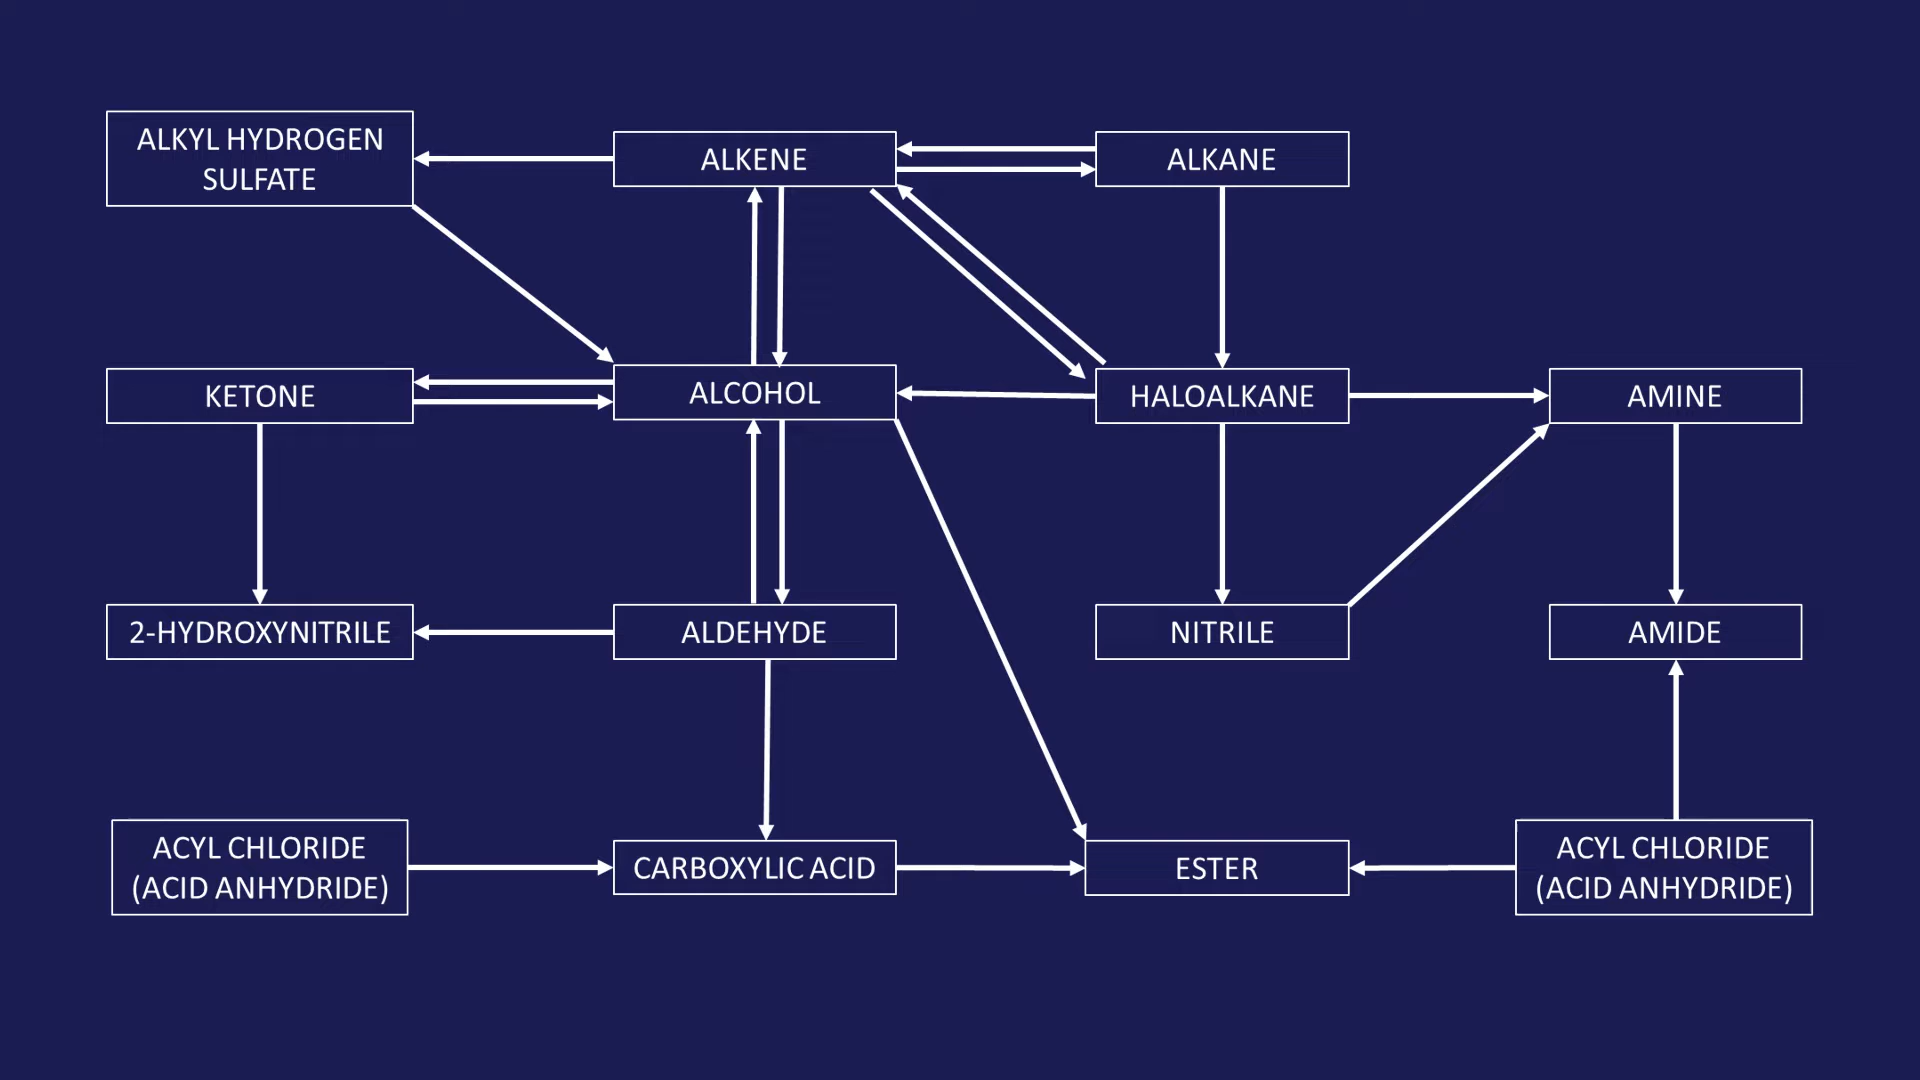 ALKYL HYDROGEN
SULFATE
ALKENE
ALKANE
KETONE
ALCOHOL
HALOALKANE
AMINE
2-HYDROXYNITRILE
ALDEHYDE
NITRILE
AMIDE
ACYL CHLORIDE
(ACID ANHYDRIDE)
CARBOXYLIC ACID
ESTER
ACYL CHLORIDE
(ACID ANHYDRIDE)